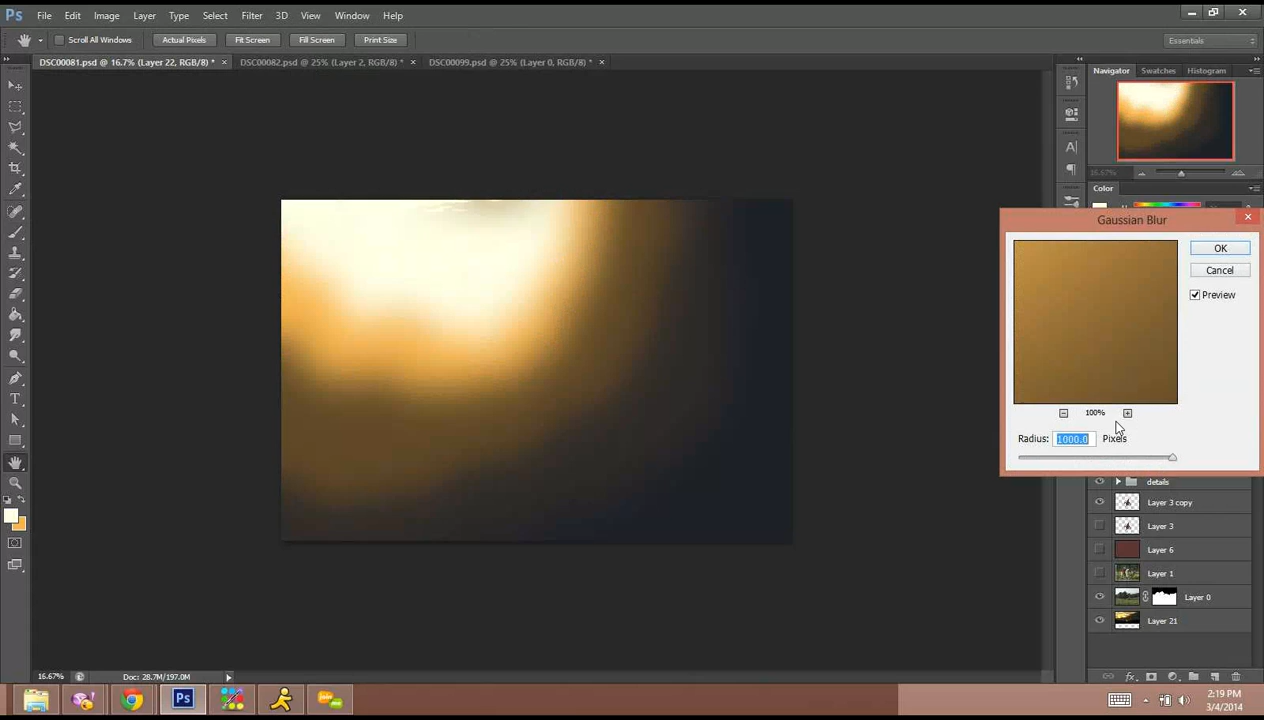 Ps File Edit Image Layer Type Select Filter 3D View Window Help
Scroll All Windows Actual Pixels Fit Screen Fill Screen Print Size Essentials
DSC00081.psd @ 16.7% (Layer 22, RGB/8) * × DSC00082.psd @ 25% (Layer 2, RGB/8) * × DSC00099.psd @ 25% (Layer 0, RGB/8) * ×
Navigator Swatches Histogram
16.67%
Color
Gaussian Blur
OK
Cancel
Preview
100%
Radius: 1000.0 Pixels
details
Layer 3 copy
Layer 3
Layer 6
Layer 1
Layer 0
Layer 21
16.67% Doc: 28.7M/197.0M
fx
Ps
2:19 PM
3/4/2014